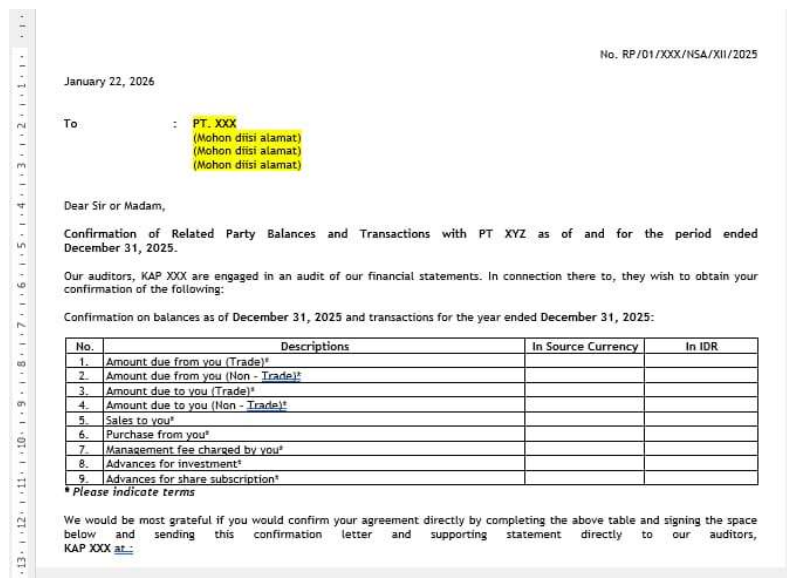 No. RP/01/XXX/NSA/XII/2025
January 22, 2026
To : PT. XXX
(Mohon diisi alamat)
(Mohon diisi alamat)
(Mohon diisi alamat)
Dear Sir or Madam,
Confirmation of Related Party Balances and Transactions with PT XYZ as of and for the period ended
December 31, 2025.
Our auditors, KAP XXX are engaged in an audit of our financial statements. In connection there to, they wish to obtain your
confirmation of the following:
Confirmation on balances as of December 31, 2025 and transactions for the year ended December 31, 2025:
No. Descriptions In Source Currency In IDR
1. Amount due from you (Trade)*
2. Amount due from you (Non - Trade)*
3. Amount due to you (Trade)*
4. Amount due to you (Non - Trade)*
5. Sales to you*
6. Purchase from you*
7. Management fee charged by you*
8. Advances for investment*
9. Advances for share subscription*
* Please indicate terms
We would be most grateful if you would confirm your agreement directly by completing the above table and signing the space
below and sending this confirmation letter and supporting statement directly to our auditors,
KAP XXX at :